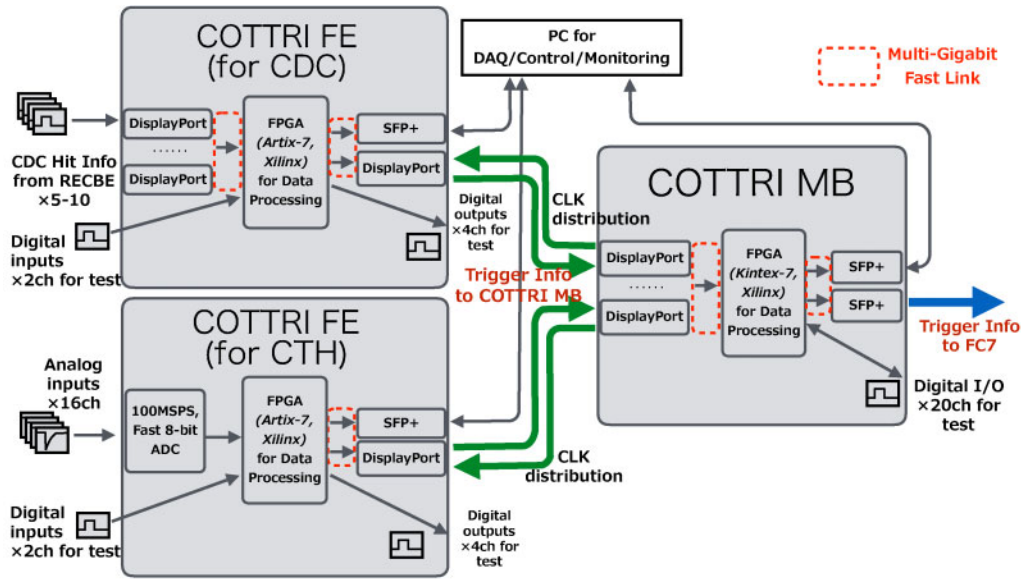 COTTRI FE
(for CDC)
DisplayPort
......
DisplayPort
FPGA
(Artix-7,
Xilinx)
for Data
Processing
SFP+
DisplayPort
CDC Hit Info
from RECBE
×5-10
Digital
inputs
×2ch for test
Digital
outputs
×4ch for
test
PC for
DAQ/Control/Monitoring
Multi-Gigabit
Fast Link
CLK
distribution
Trigger Info
to COTTRI MB
COTTRI MB
DisplayPort
......
DisplayPort
FPGA
(Kintex-7,
Xilinx)
for Data
Processing
SFP+
SFP+
Trigger Info
to FC7
Digital I/O
×20ch for
test
COTTRI FE
(for CTH)
Analog
inputs
×16ch
100MSPS,
Fast 8-bit
ADC
FPGA
(Artix-7,
Xilinx)
for Data
Processing
SFP+
DisplayPort
CLK
distribution
Digital
inputs
×2ch for test
Digital
outputs
×4ch for
test